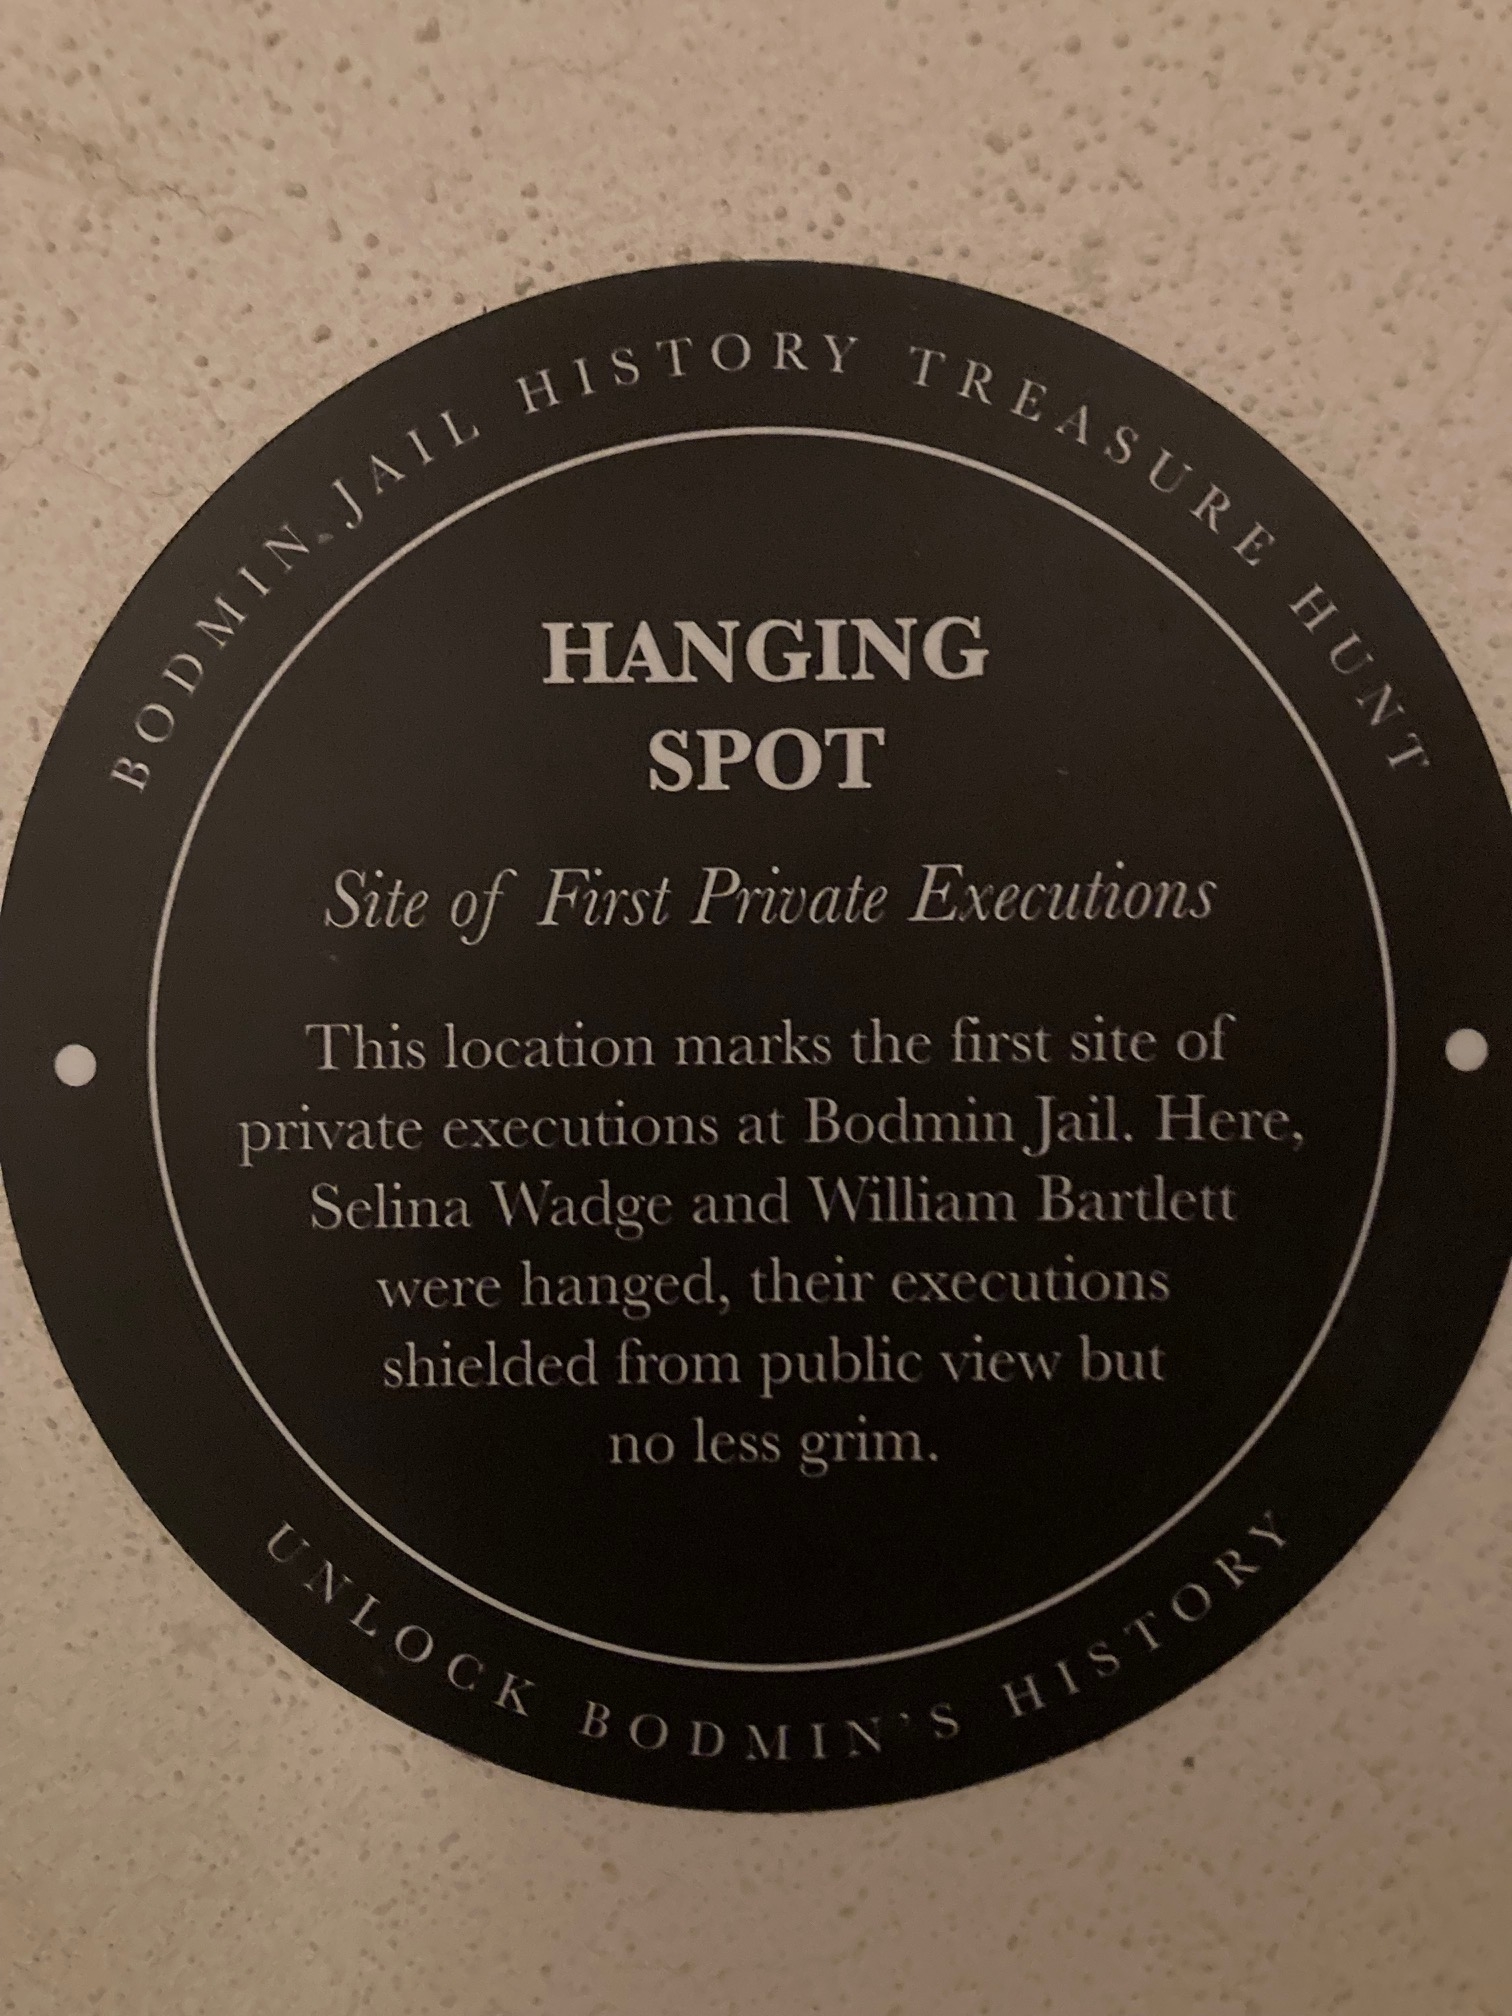 BODMIN JAIL HISTORY TREASURE HUNT
HANGING
SPOT
Site of First Private Executions
This location marks the first site of
private executions at Bodmin Jail. Here,
Selina Wadge and William Bartlett
were hanged, their executions
shielded from public view but
no less grim.
UNLOCK BODMIN'S HISTORY